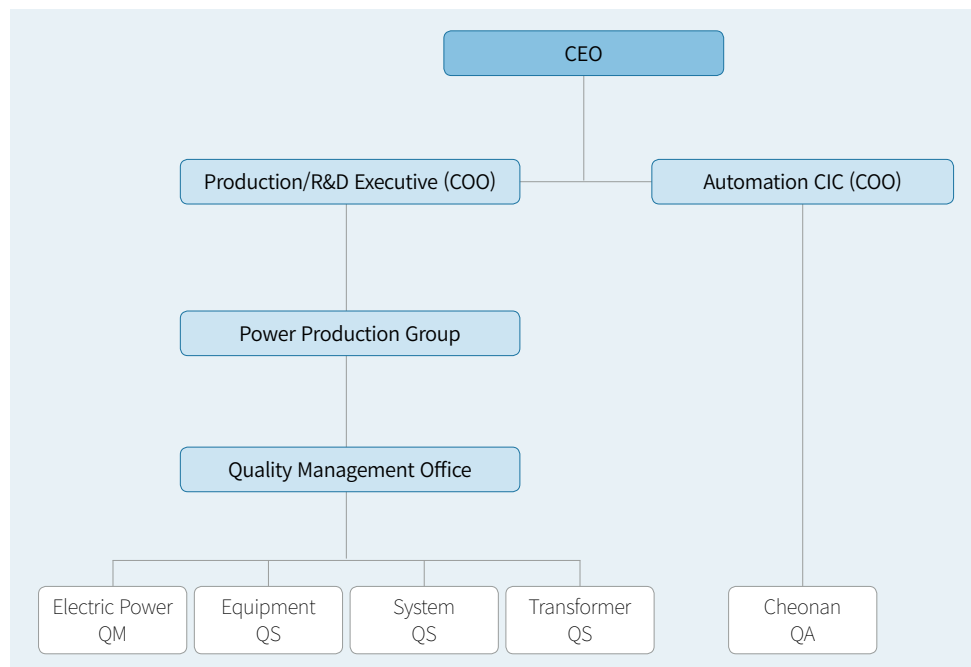 CEO
Production/R&D Executive (COO)
Automation CIC (COO)
Power Production Group
Quality Management Office
Electric Power
QM
Equipment
QS
System
QS
Transformer
QS
Cheonan
QA